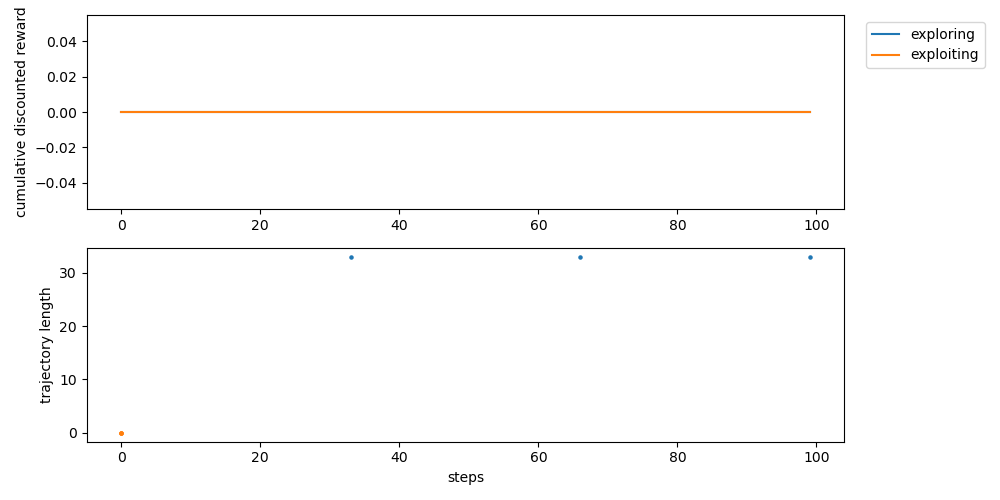 cumulative discounted reward
0.04
0.02
0.00
−0.02
−0.04
0 20 40 60 80 100
exploring
exploiting
trajectory length
30
20
10
0
0 20 40 60 80 100
steps